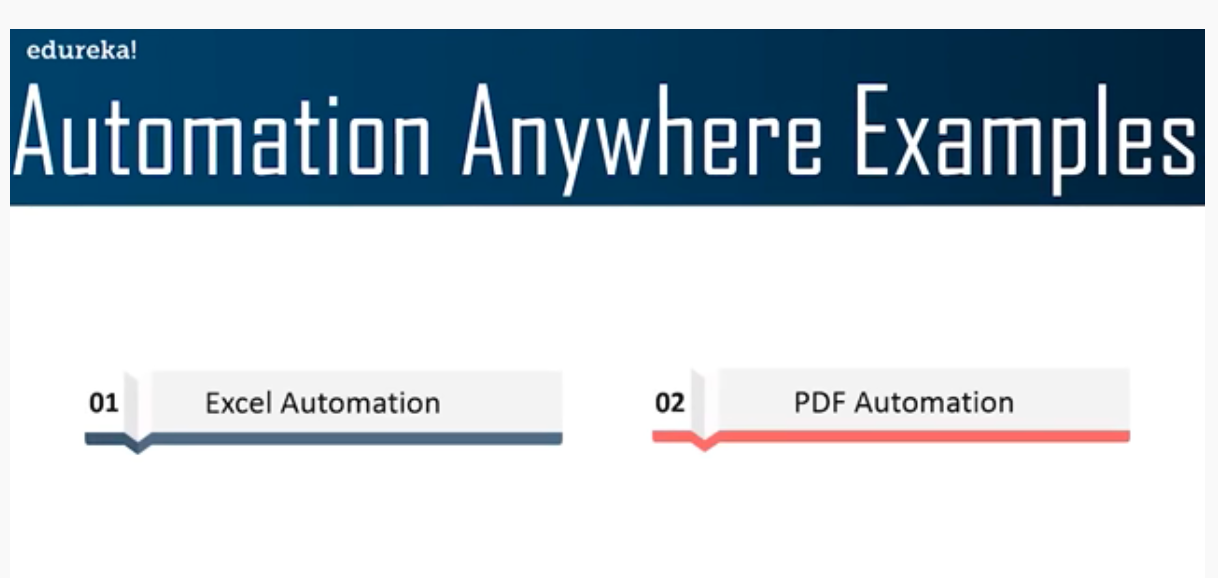 edureka!
Automation Anywhere Examples
01 Excel Automation
02 PDF Automation